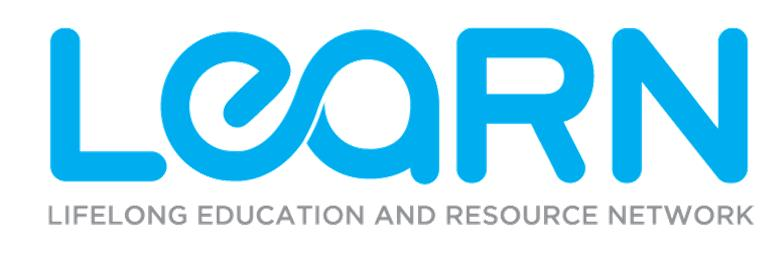 LeaRN
LIFELONG EDUCATION AND RESOURCE NETWORK